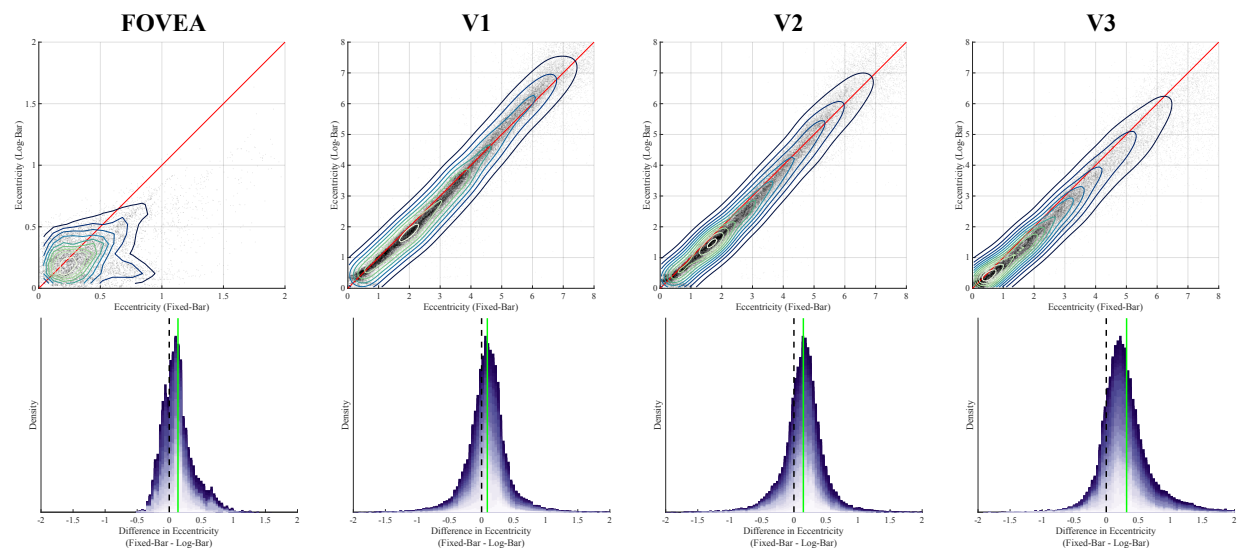 FOVEA V1 V2 V3
2
1.5
1
0.5
0
Eccentricity (Log-Bar)
0 0.5 1 1.5 2
Eccentricity (Fixed-Bar)
8
7
6
5
4
3
2
1
0
Eccentricity (Log-Bar)
0 1 2 3 4 5 6 7 8
Eccentricity (Fixed-Bar)
8
7
6
5
4
3
2
1
0
Eccentricity (Log-Bar)
0 1 2 3 4 5 6 7 8
Eccentricity (Fixed-Bar)
8
7
6
5
4
3
2
1
0
Eccentricity (Log-Bar)
0 1 2 3 4 5 6 7 8
Eccentricity (Fixed-Bar)
Density
-2 -1.5 -1 -0.5 0 0.5 1 1.5 2
Difference in Eccentricity
(Fixed-Bar - Log-Bar)
Density
-2 -1.5 -1 -0.5 0 0.5 1 1.5 2
Difference in Eccentricity
(Fixed-Bar - Log-Bar)
Density
-2 -1.5 -1 -0.5 0 0.5 1 1.5 2
Difference in Eccentricity
(Fixed-Bar - Log-Bar)
Density
-2 -1.5 -1 -0.5 0 0.5 1 1.5 2
Difference in Eccentricity
(Fixed-Bar - Log-Bar)